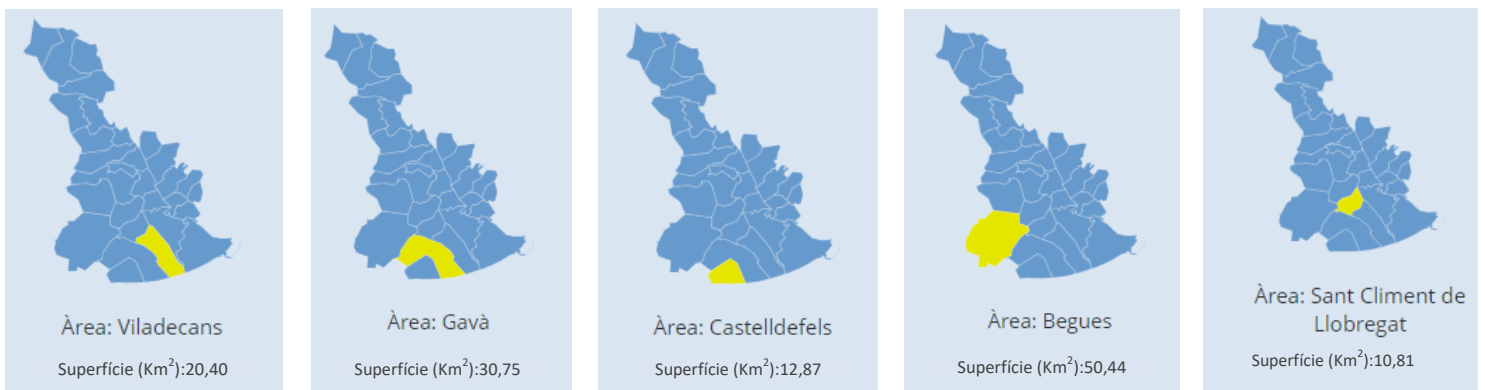 Àrea: Viladecans
Superfície (Km²):20,40
Àrea: Gavà
Superfície (Km²):30,75
Àrea: Castelldefels
Superfície (Km²):12,87
Àrea: Begues
Superfície (Km²):50,44
Àrea: Sant Climent de
Llobregat
Superfície (Km²):10,81